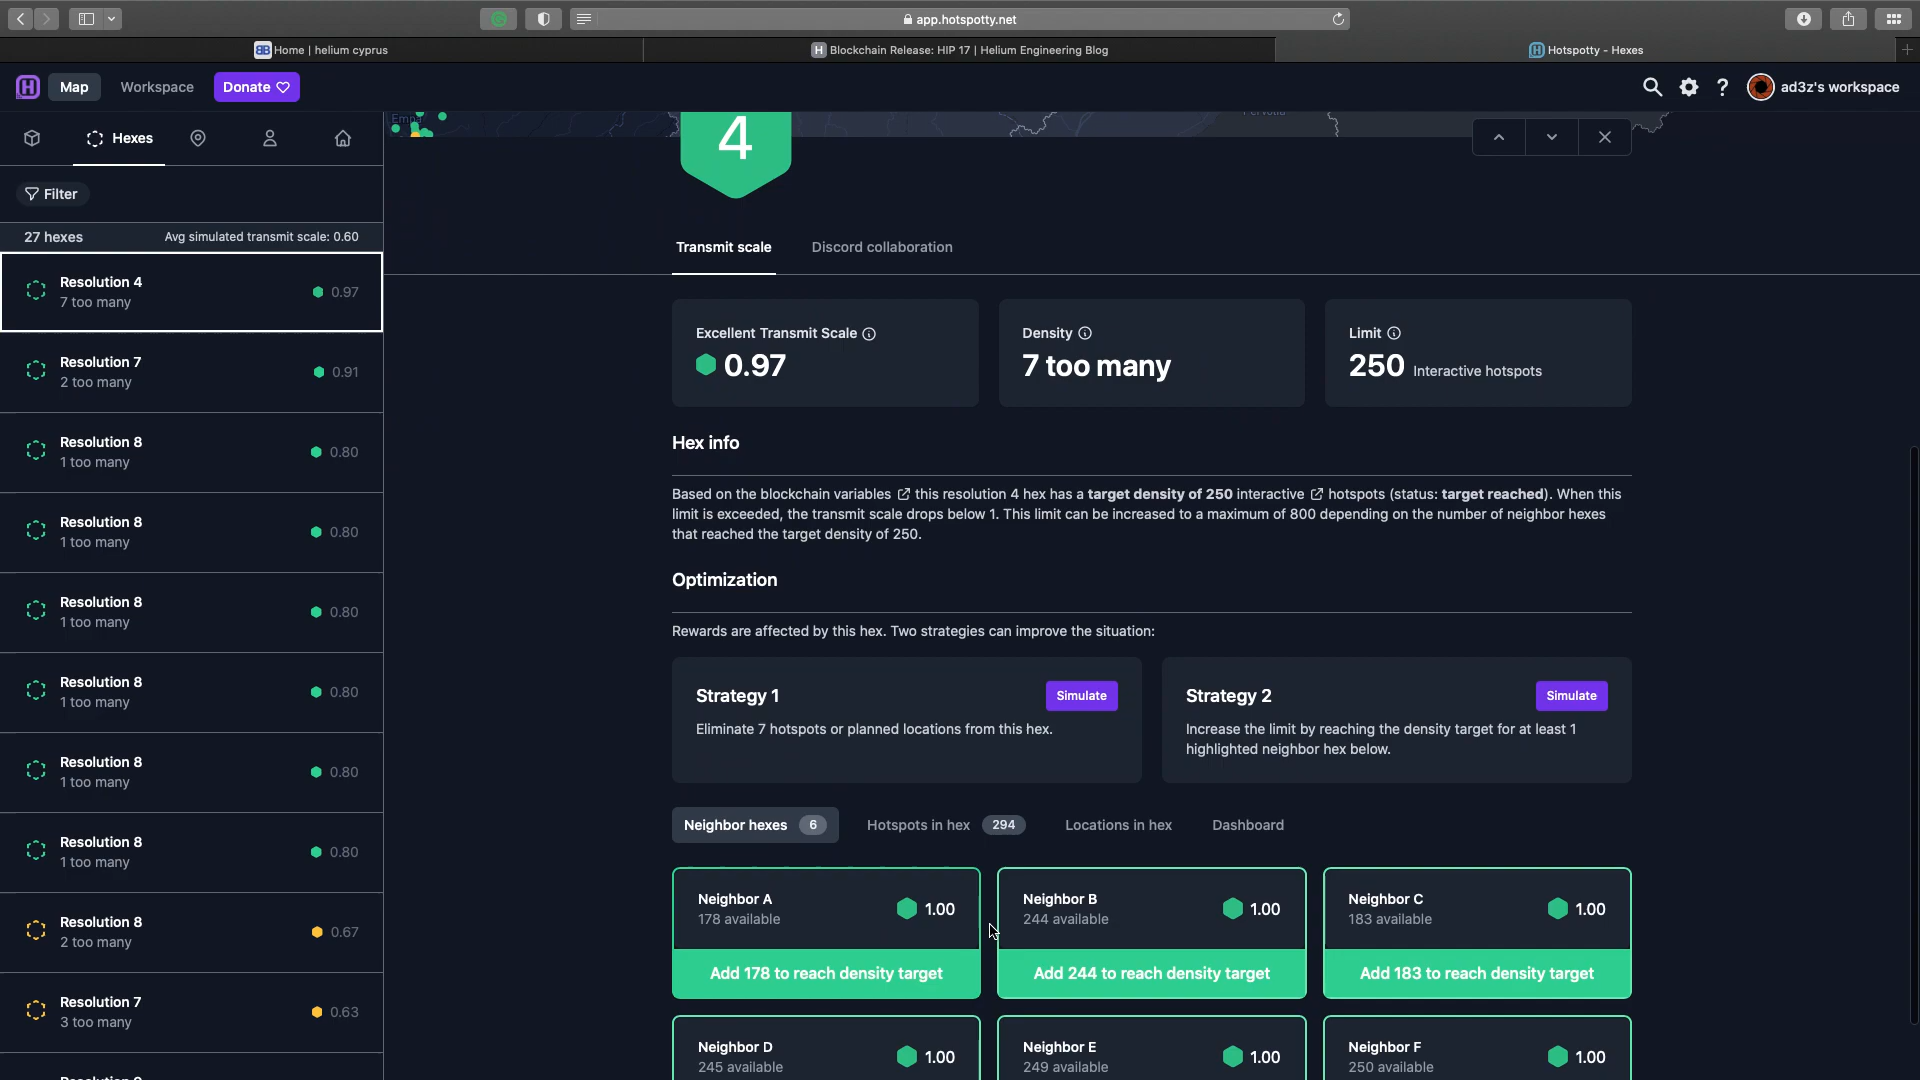 app.hotspotty.net
Home | helium cyprus
Blockchain Release: HIP 17 | Helium Engineering Blog
Hotspotty - Hexes
Map
Workspace
Donate
ad3z's workspace
Hexes
Filter
27 hexes
Avg simulated transmit scale: 0.60
Resolution 4
7 too many
0.97
Resolution 7
2 too many
0.91
Resolution 8
1 too many
0.80
Resolution 8
1 too many
0.80
Resolution 8
1 too many
0.80
Resolution 8
1 too many
0.80
Resolution 8
1 too many
0.80
Resolution 8
1 too many
0.80
Resolution 8
2 too many
0.67
Resolution 7
3 too many
0.63
4
Transmit scale
Discord collaboration
Excellent Transmit Scale
0.97
Density
7 too many
Limit
250 Interactive hotspots
Hex info
Based on the blockchain variables this resolution 4 hex has a target density of 250 interactive hotspots (status: target reached). When this
limit is exceeded, the transmit scale drops below 1. This limit can be increased to a maximum of 800 depending on the number of neighbor hexes
that reached the target density of 250.
Optimization
Rewards are affected by this hex. Two strategies can improve the situation:
Strategy 1
Simulate
Eliminate 7 hotspots or planned locations from this hex.
Strategy 2
Simulate
Increase the limit by reaching the density target for at least 1
highlighted neighbor hex below.
Neighbor hexes 6
Hotspots in hex 294
Locations in hex
Dashboard
Neighbor A
178 available
1.00
Add 178 to reach density target
Neighbor B
244 available
1.00
Add 244 to reach density target
Neighbor C
183 available
1.00
Add 183 to reach density target
Neighbor D
245 available
1.00
Neighbor E
249 available
1.00
Neighbor F
250 available
1.00